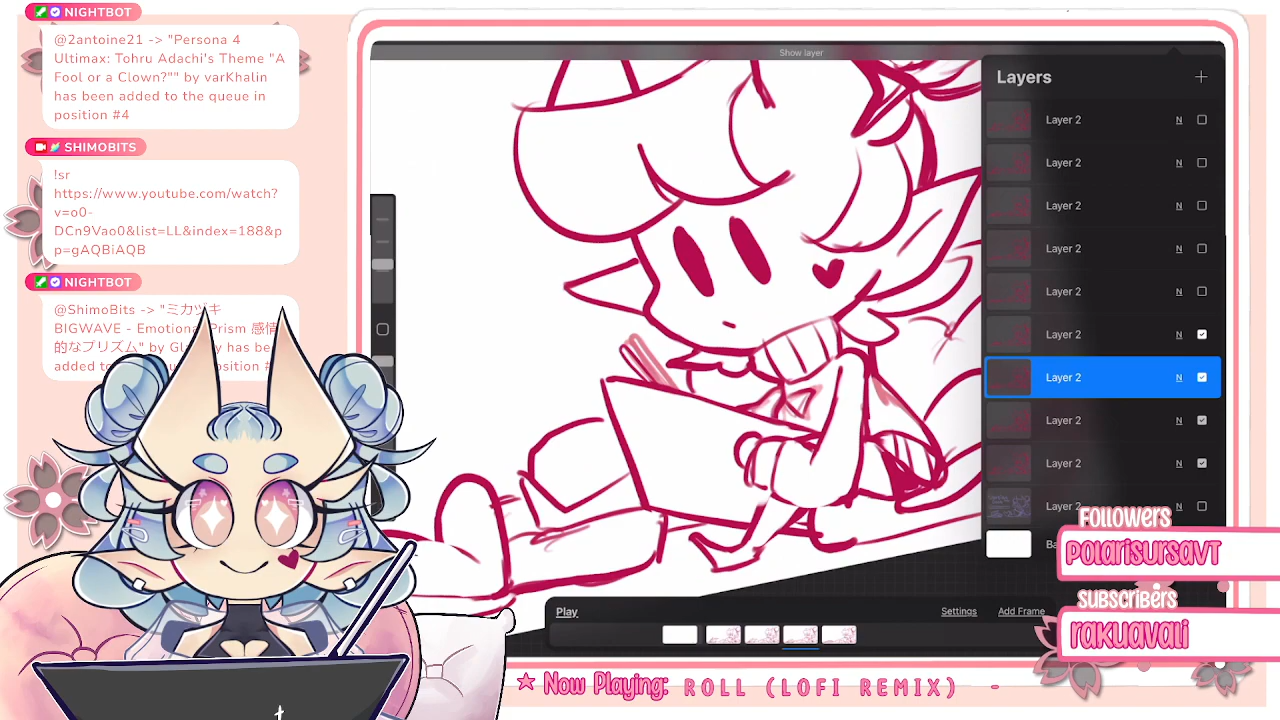 NIGHTBOT
@2antoine21 -> "Persona 4
Ultimax: Tohru Adachi's Theme "A
Fool or a Clown?"" by varKhalin
has been added to the queue in
position #4
SHIMOBITS
!sr
https://www.youtube.com/watch?
v=o0-
DCn9Vao0&list=LL&index=188&p
p=gAQBiAQB
NIGHTBOT
@ShimoBits -> "ミカヅキ
BIGWAVE - Emotional Prism 感情
的なプリズム" by
has
added to
Show layer
Layers
Layer 2 N
Layer 2 N
Layer 2 N
Layer 2 N
Layer 2 N
Layer 2 N
Layer 2 N
Layer 2 N
Layer 2 N
Layer 2 N
Play
Settings
Add Frame
Followers
polarisursavt
subscribers
rakuavali
Now Playing: ROLL (LOFI REMIX) -